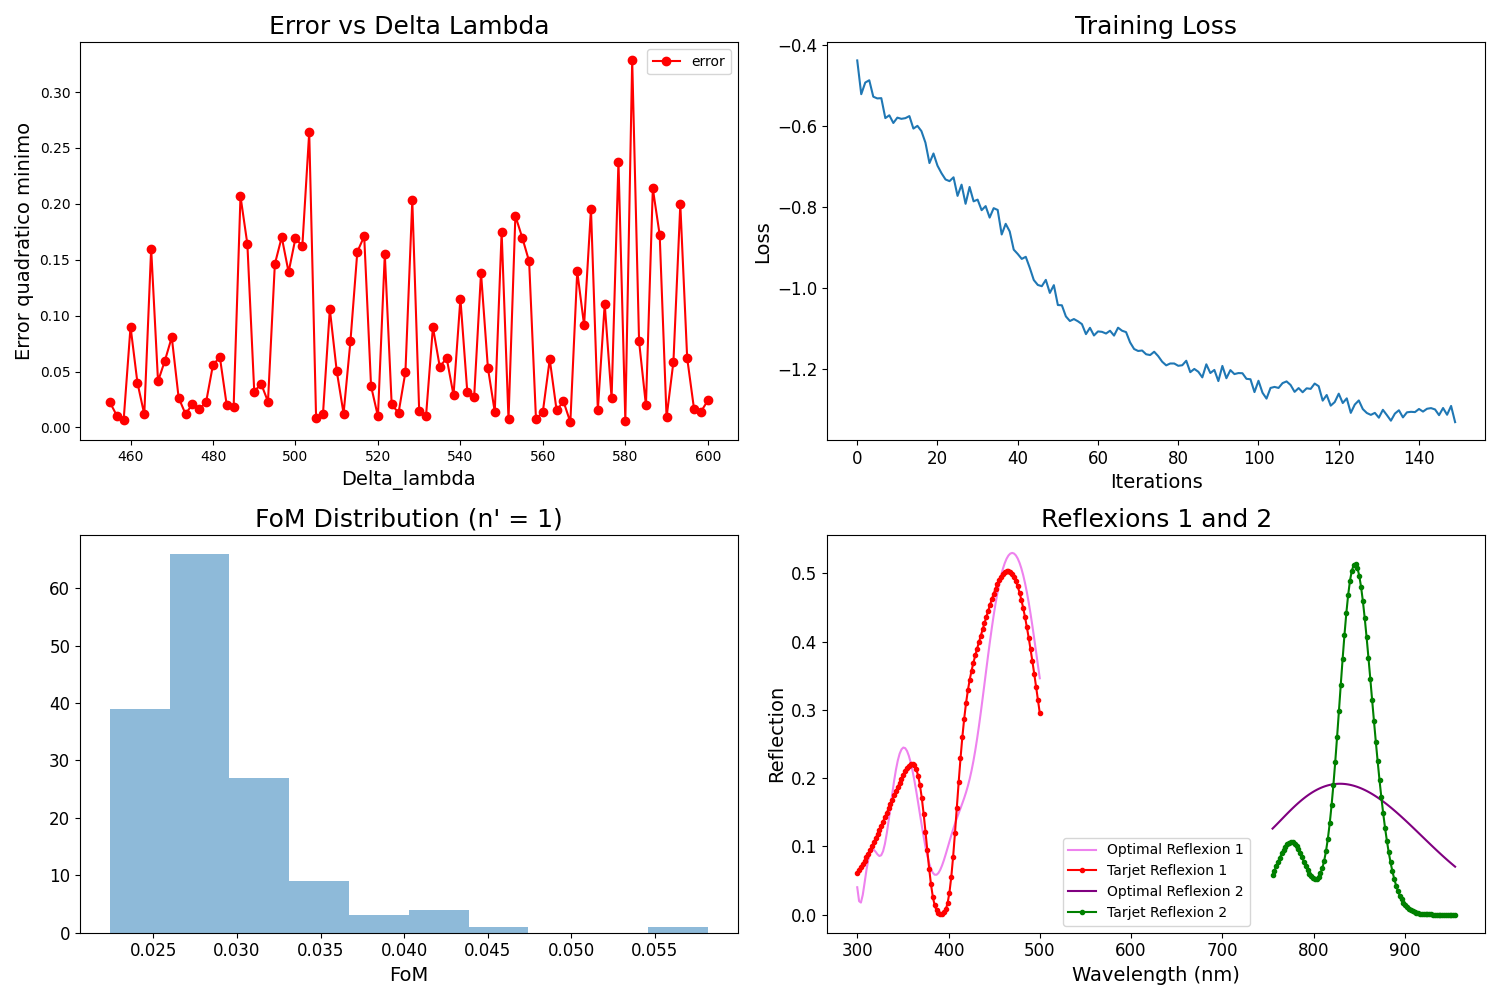 Error vs Delta Lambda
error
Error quadratico minimo
0.30
0.25
0.20
0.15
0.10
0.05
0.00
460 480 500 520 540 560 580 600
Delta_lambda
Training Loss
Loss
−0.4
−0.6
−0.8
−1.0
−1.2
0 20 40 60 80 100 120 140
Iterations
FoM Distribution (n' = 1)
60
50
40
30
20
10
0
0.025 0.030 0.035 0.040 0.045 0.050 0.055
FoM
Reflexions 1 and 2
Reflection
0.5
0.4
0.3
0.2
0.1
0.0
Optimal Reflexion 1
Tarjet Reflexion 1
Optimal Reflexion 2
Tarjet Reflexion 2
300 400 500 600 700 800 900
Wavelength (nm)